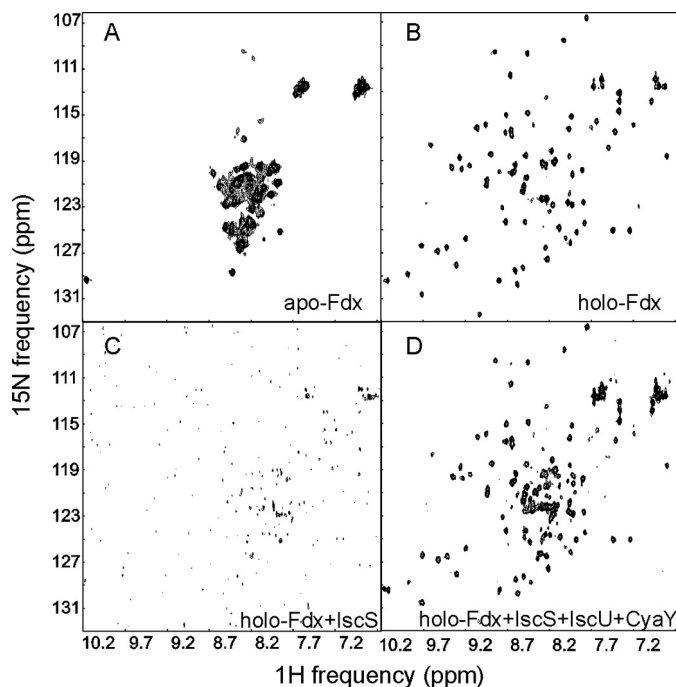 107
A
B
111
115
119
123
127
131
apo-Fdx
holo-Fdx
15N frequency (ppm)
107
C
D
111
115
119
123
127
131
holo-Fdx+IscS
holo-Fdx+IscS+IscU+CyaY
10.2 9.7 9.2 8.7 8.2 7.7 7.2
10.2 9.7 9.2 8.7 8.2 7.7 7.2
1H frequency (ppm)